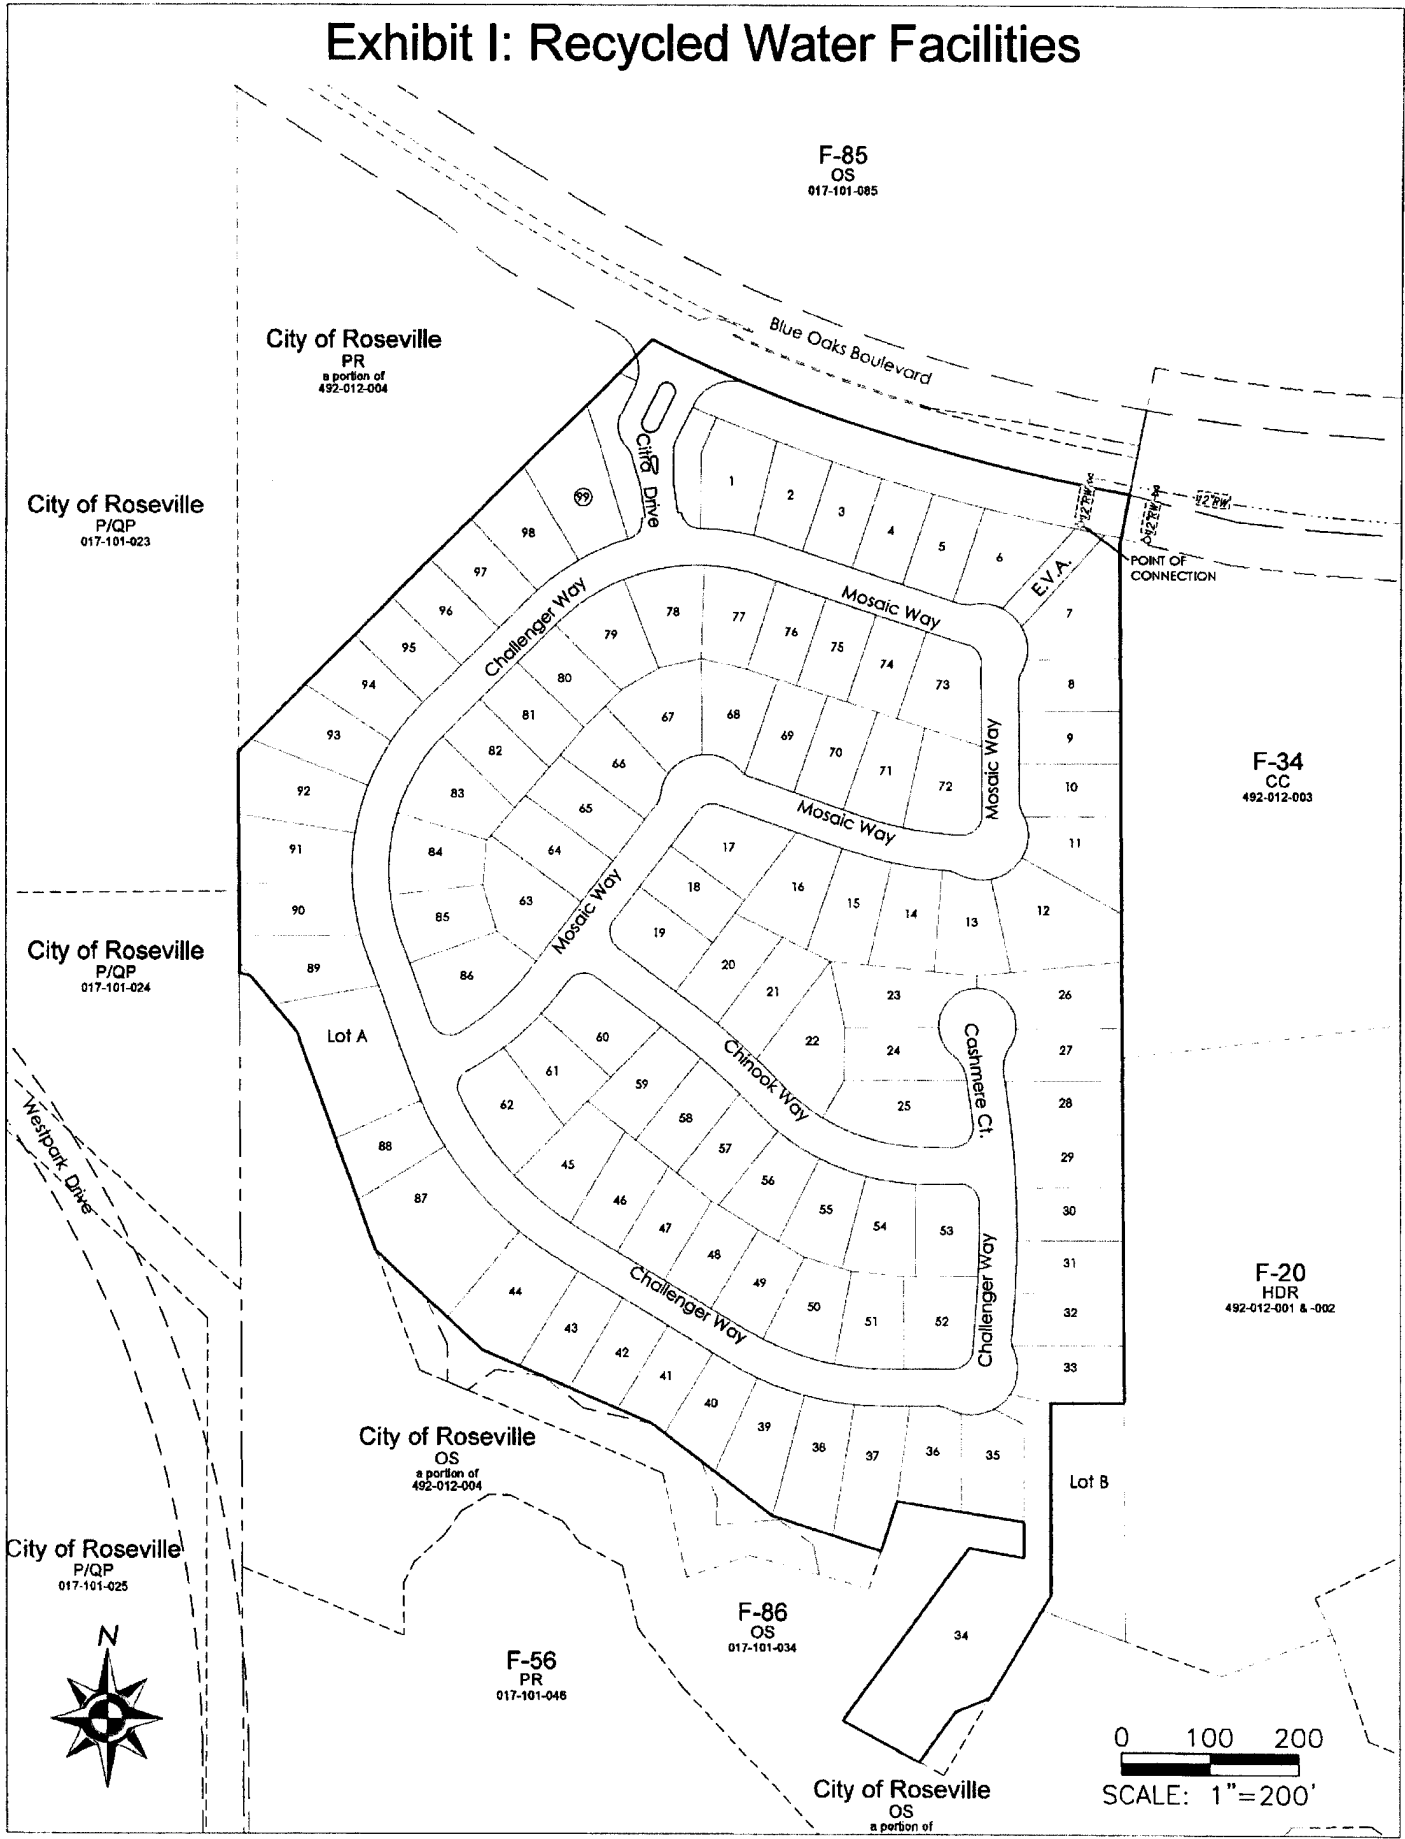 Exhibit I: Recycled Water Facilities
F-85
OS
017-101-085
Blue Oaks Boulevard
City of Roseville
PR
a portion of
492-012-004
City of Roseville
P/QP
017-101-023
Citra Drive
1
2
3
4
5
6
12"RW
12"RW
12"RW
POINT OF
CONNECTION
E.V.A.
7
8
9
10
11
12
13
14
15
16
17
18
19
20
21
22
23
24
25
26
27
28
29
30
31
32
33
34
35
36
37
38
39
40
41
42
43
44
45
46
47
48
49
50
51
52
53
54
55
56
57
58
59
60
61
62
63
64
65
66
67
68
69
70
71
72
73
74
75
76
77
78
79
80
81
82
83
84
85
86
87
88
89
90
91
92
93
94
95
96
97
98
99
Challenger Way
Mosaic Way
Mosaic Way
Mosaic Way
Mosaic Way
F-34
CC
492-012-003
City of Roseville
P/QP
017-101-024
Lot A
Chinook Way
Cashmere Ct.
Westpark Drive
Challenger Way
Challenger Way
F-20
HDR
492-012-001 & -002
City of Roseville
OS
a portion of
492-012-004
Lot B
City of Roseville
P/QP
017-101-025
N
F-56
PR
017-101-046
F-86
OS
017-101-034
City of Roseville
OS
a portion of
0 100 200
SCALE: 1"=200'